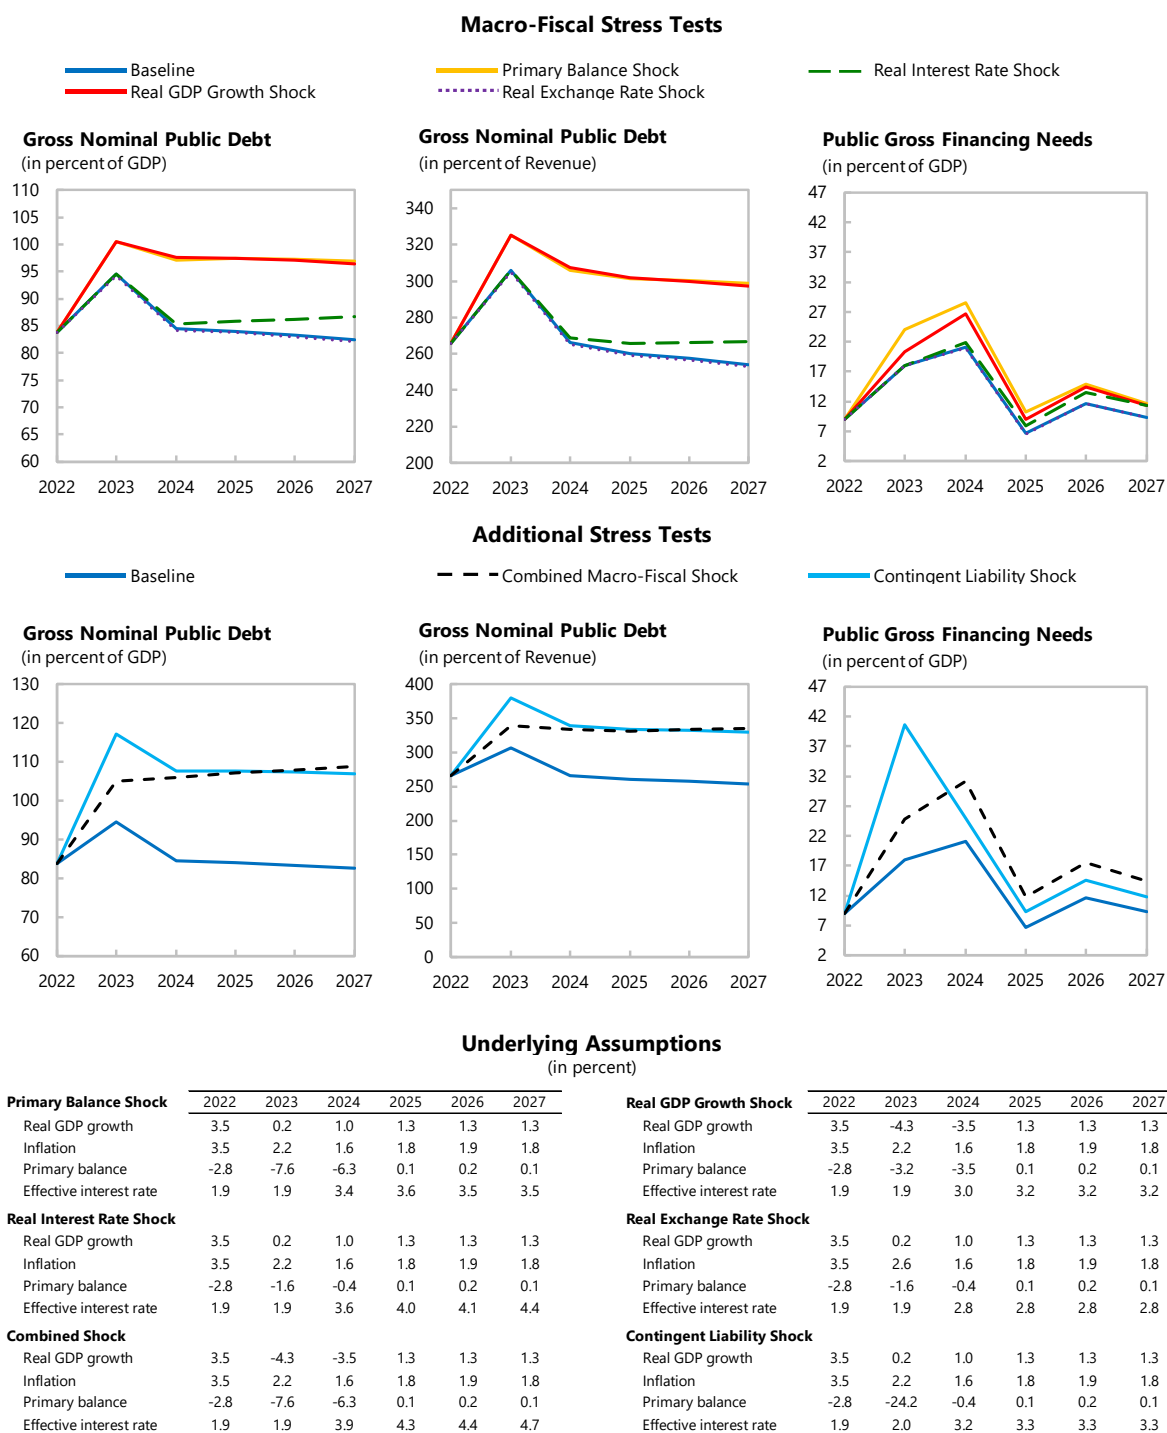 Macro-Fiscal Stress Tests
Baseline
Primary Balance Shock
Real Interest Rate Shock
Real GDP Growth Shock
Real Exchange Rate Shock
Gross Nominal Public Debt
(in percent of GDP)
110
105
100
95
90
85
80
75
70
65
60
2022 2023 2024 2025 2026 2027
Gross Nominal Public Debt
(in percent of Revenue)
340
320
300
280
260
240
220
200
2022 2023 2024 2025 2026 2027
Public Gross Financing Needs
(in percent of GDP)
47
42
37
32
27
22
17
12
7
2
2022 2023 2024 2025 2026 2027
Additional Stress Tests
Baseline
Combined Macro-Fiscal Shock
Contingent Liability Shock
Gross Nominal Public Debt
(in percent of GDP)
130
120
110
100
90
80
70
60
2022 2023 2024 2025 2026 2027
Gross Nominal Public Debt
(in percent of Revenue)
400
350
300
250
200
150
100
50
0
2022 2023 2024 2025 2026 2027
Public Gross Financing Needs
(in percent of GDP)
47
42
37
32
27
22
17
12
7
2
2022 2023 2024 2025 2026 2027
Underlying Assumptions
(in percent)
Primary Balance Shock 2022 2023 2024 2025 2026 2027
Real GDP growth 3.5 0.2 1.0 1.3 1.3 1.3
Inflation 3.5 2.2 1.6 1.8 1.9 1.8
Primary balance -2.8 -7.6 -6.3 0.1 0.2 0.1
Effective interest rate 1.9 1.9 3.4 3.6 3.5 3.5
Real Interest Rate Shock
Real GDP growth 3.5 0.2 1.0 1.3 1.3 1.3
Inflation 3.5 2.2 1.6 1.8 1.9 1.8
Primary balance -2.8 -1.6 -0.4 0.1 0.2 0.1
Effective interest rate 1.9 1.9 3.6 4.0 4.1 4.4
Combined Shock
Real GDP growth 3.5 -4.3 -3.5 1.3 1.3 1.3
Inflation 3.5 2.2 1.6 1.8 1.9 1.8
Primary balance -2.8 -7.6 -6.3 0.1 0.2 0.1
Effective interest rate 1.9 1.9 3.9 4.3 4.4 4.7
Real GDP Growth Shock 2022 2023 2024 2025 2026 2027
Real GDP growth 3.5 -4.3 -3.5 1.3 1.3 1.3
Inflation 3.5 2.2 1.6 1.8 1.9 1.8
Primary balance -2.8 -3.2 -3.5 0.1 0.2 0.1
Effective interest rate 1.9 1.9 3.0 3.2 3.2 3.2
Real Exchange Rate Shock
Real GDP growth 3.5 0.2 1.0 1.3 1.3 1.3
Inflation 3.5 2.6 1.6 1.8 1.9 1.8
Primary balance -2.8 -1.6 -0.4 0.1 0.2 0.1
Effective interest rate 1.9 1.9 2.8 2.8 2.8 2.8
Contingent Liability Shock
Real GDP growth 3.5 0.2 1.0 1.3 1.3 1.3
Inflation 3.5 2.2 1.6 1.8 1.9 1.8
Primary balance -2.8 -24.2 -0.4 0.1 0.2 0.1
Effective interest rate 1.9 2.0 3.2 3.3 3.3 3.3